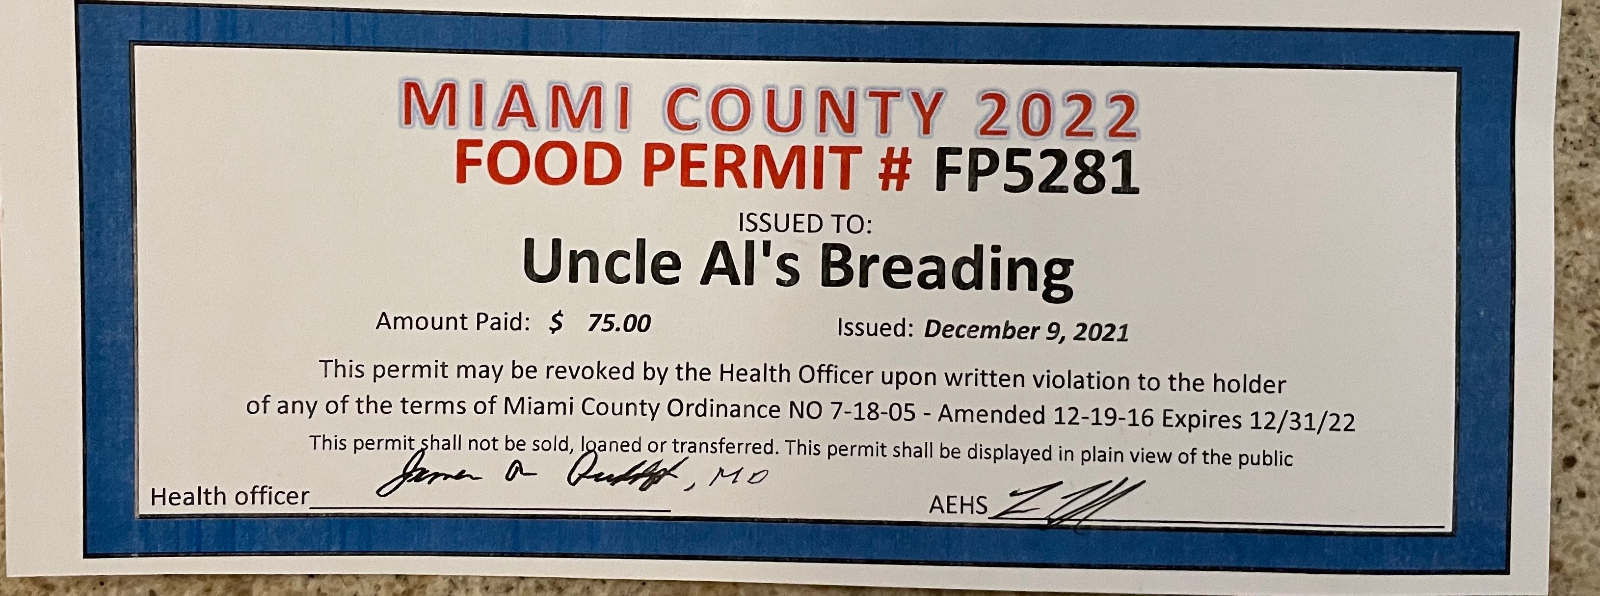 MIAMI COUNTY 2022
FOOD PERMIT # FP5281
ISSUED TO:
Uncle Al's Breading
Amount Paid: $ 75.00 Issued: December 9, 2021
This permit may be revoked by the Health Officer upon written violation to the holder
of any of the terms of Miami County Ordinance NO 7-18-05 - Amended 12-19-16 Expires 12/31/22
This permit shall not be sold, loaned or transferred. This permit shall be displayed in plain view of the public
Health officer , MD AEHS